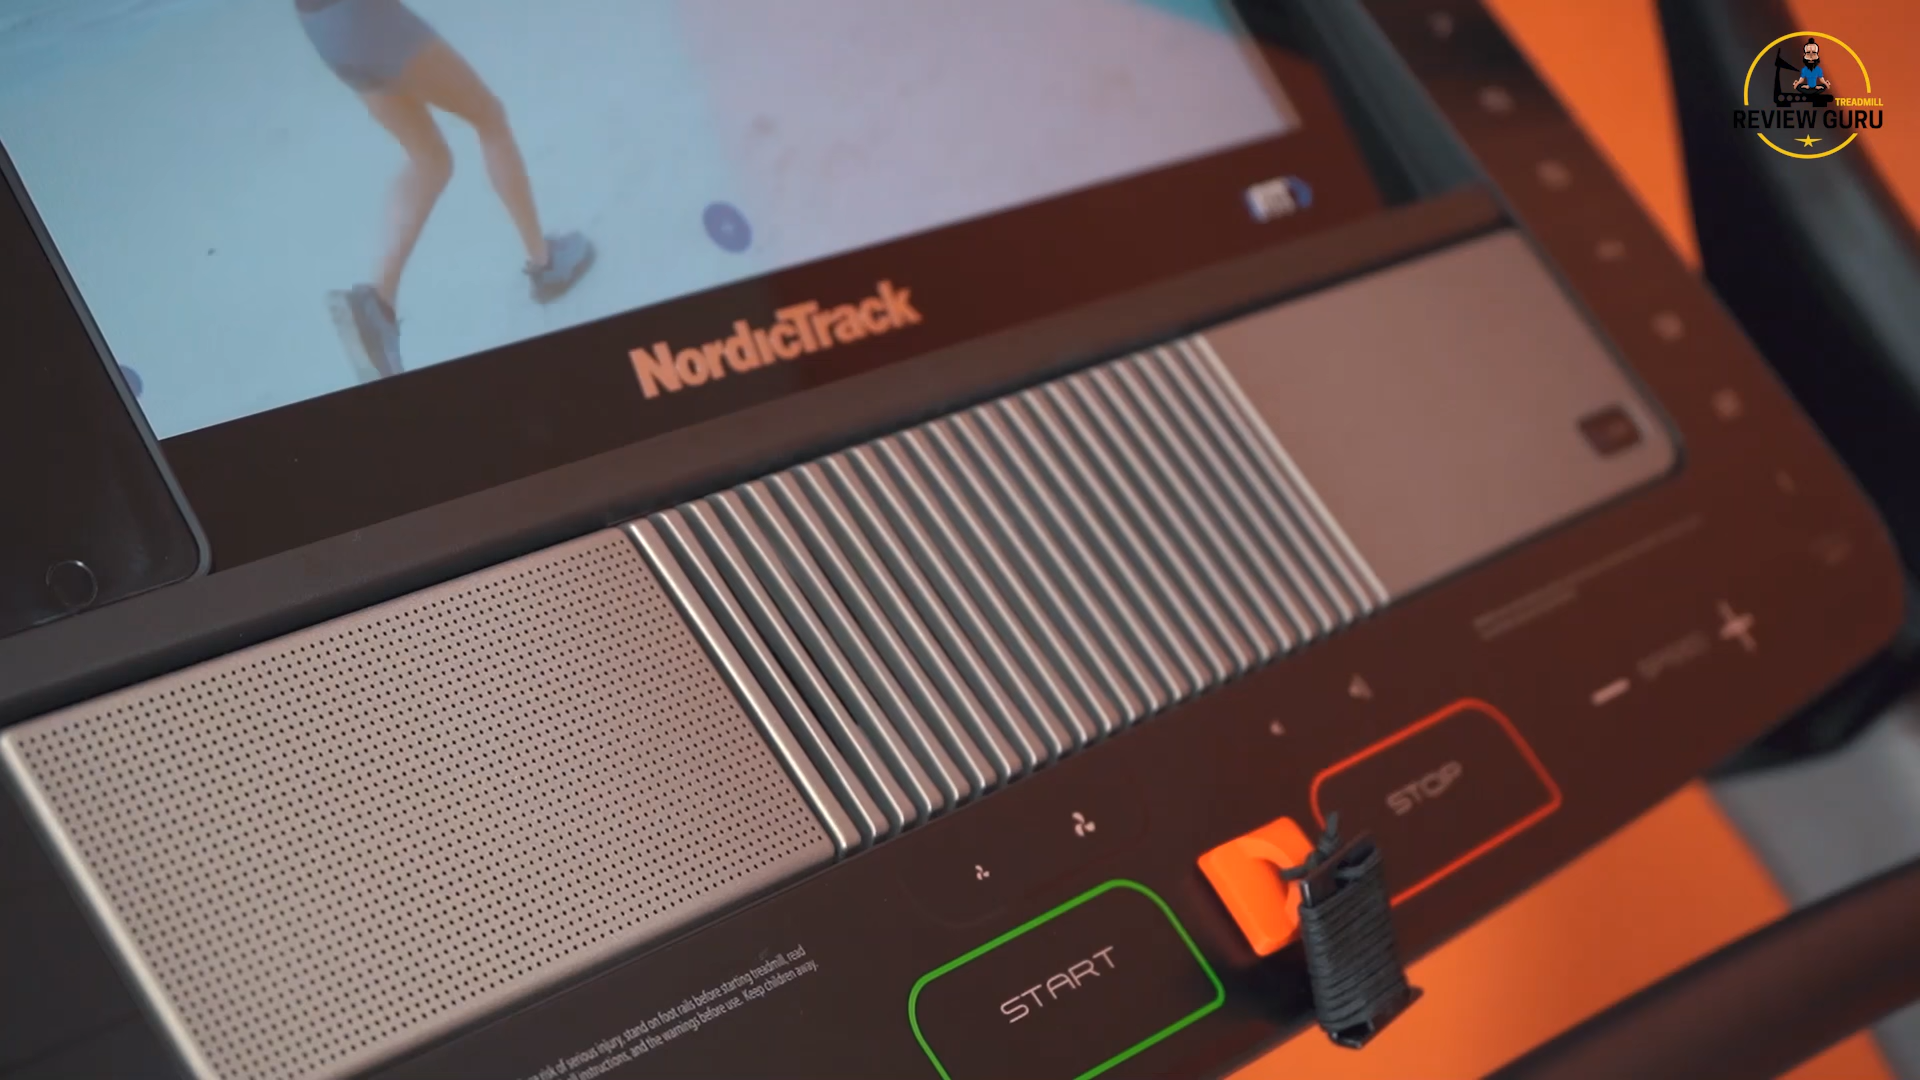 TREADMILL
REVIEW GURU
NordicTrack
SPEED
STOP
START
risk of serious injury, stand on foot rails before starting treadmill, read
instructions, and the warnings before use. Keep children away.